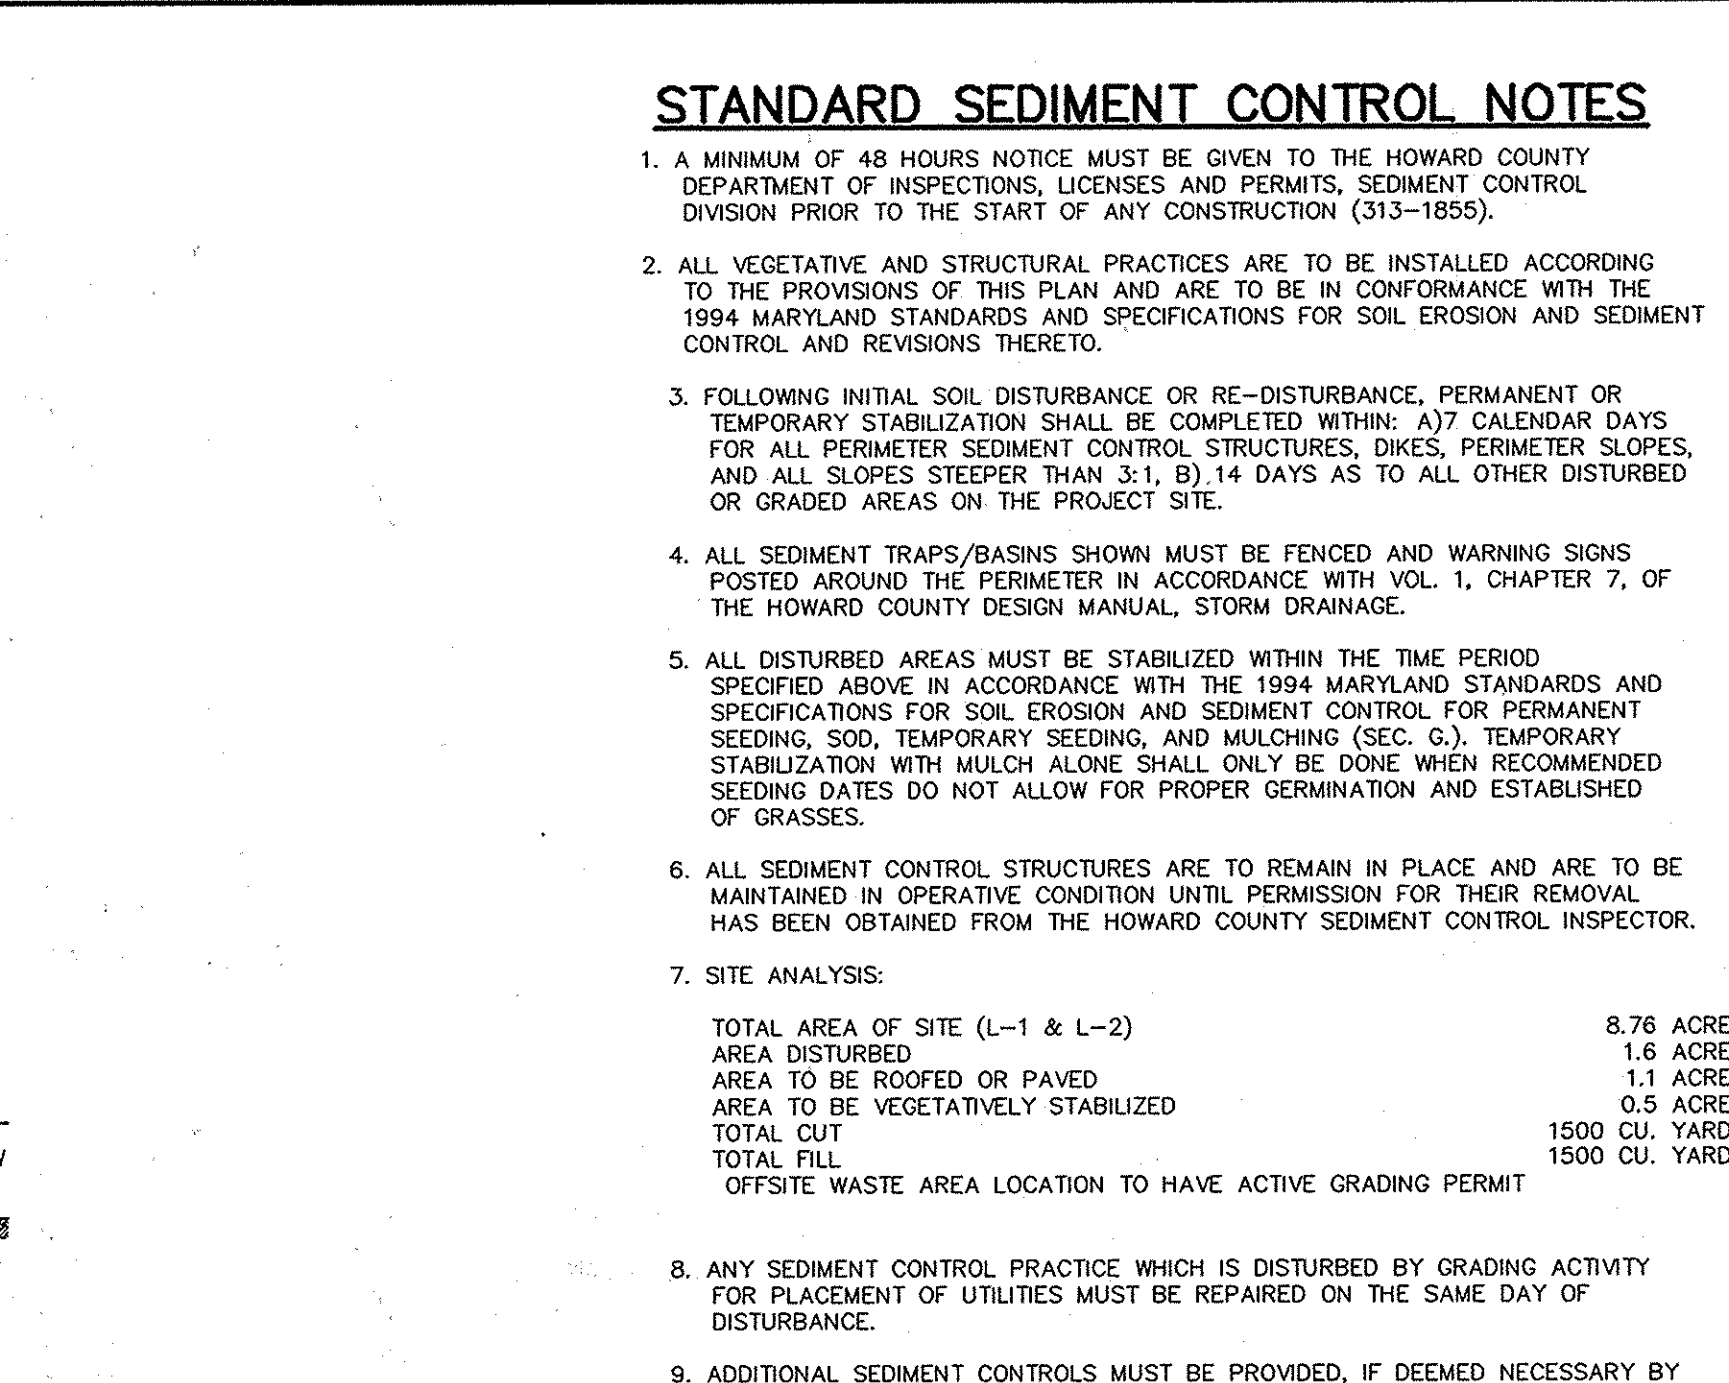 STANDARD SEDIMENT CONTROL NOTES
1. A MINIMUM OF 48 HOURS NOTICE MUST BE GIVEN TO THE HOWARD COUNTY
DEPARTMENT OF INSPECTIONS, LICENSES AND PERMITS, SEDIMENT CONTROL
DIVISION PRIOR TO THE START OF ANY CONSTRUCTION (313-1855).
2. ALL VEGETATIVE AND STRUCTURAL PRACTICES ARE TO BE INSTALLED ACCORDING
TO THE PROVISIONS OF THIS PLAN AND ARE TO BE IN CONFORMANCE WITH THE
1994 MARYLAND STANDARDS AND SPECIFICATIONS FOR SOIL EROSION AND SEDIMENT
CONTROL AND REVISIONS THERETO.
3. FOLLOWING INITIAL SOIL DISTURBANCE OR RE-DISTURBANCE, PERMANENT OR
TEMPORARY STABILIZATION SHALL BE COMPLETED WITHIN: A)7 CALENDAR DAYS
FOR ALL PERIMETER SEDIMENT CONTROL STRUCTURES, DIKES, PERIMETER SLOPES,
AND ALL SLOPES STEEPER THAN 3:1, B) 14 DAYS AS TO ALL OTHER DISTURBED
OR GRADED AREAS ON THE PROJECT SITE.
4. ALL SEDIMENT TRAPS/BASINS SHOWN MUST BE FENCED AND WARNING SIGNS
POSTED AROUND THE PERIMETER IN ACCORDANCE WITH VOL. 1, CHAPTER 7, OF
THE HOWARD COUNTY DESIGN MANUAL, STORM DRAINAGE.
5. ALL DISTURBED AREAS MUST BE STABILIZED WITHIN THE TIME PERIOD
SPECIFIED ABOVE IN ACCORDANCE WITH THE 1994 MARYLAND STANDARDS AND
SPECIFICATIONS FOR SOIL EROSION AND SEDIMENT CONTROL FOR PERMANENT
SEEDING, SOD, TEMPORARY SEEDING, AND MULCHING (SEC. G.). TEMPORARY
STABILIZATION WITH MULCH ALONE SHALL ONLY BE DONE WHEN RECOMMENDED
SEEDING DATES DO NOT ALLOW FOR PROPER GERMINATION AND ESTABLISHED
OF GRASSES.
6. ALL SEDIMENT CONTROL STRUCTURES ARE TO REMAIN IN PLACE AND ARE TO BE
MAINTAINED IN OPERATIVE CONDITION UNTIL PERMISSION FOR THEIR REMOVAL
HAS BEEN OBTAINED FROM THE HOWARD COUNTY SEDIMENT CONTROL INSPECTOR.
7. SITE ANALYSIS:
TOTAL AREA OF SITE (L-1 & L-2) 8.76 ACRE
AREA DISTURBED 1.6 ACRE
AREA TO BE ROOFED OR PAVED 1.1 ACRE
AREA TO BE VEGETATIVELY STABILIZED 0.5 ACRE
TOTAL CUT 1500 CU. YARD
TOTAL FILL 1500 CU. YARD
OFFSITE WASTE AREA LOCATION TO HAVE ACTIVE GRADING PERMIT
8. ANY SEDIMENT CONTROL PRACTICE WHICH IS DISTURBED BY GRADING ACTIVITY
FOR PLACEMENT OF UTILITIES MUST BE REPAIRED ON THE SAME DAY OF
DISTURBANCE.
9. ADDITIONAL SEDIMENT CONTROLS MUST BE PROVIDED, IF DEEMED NECESSARY BY